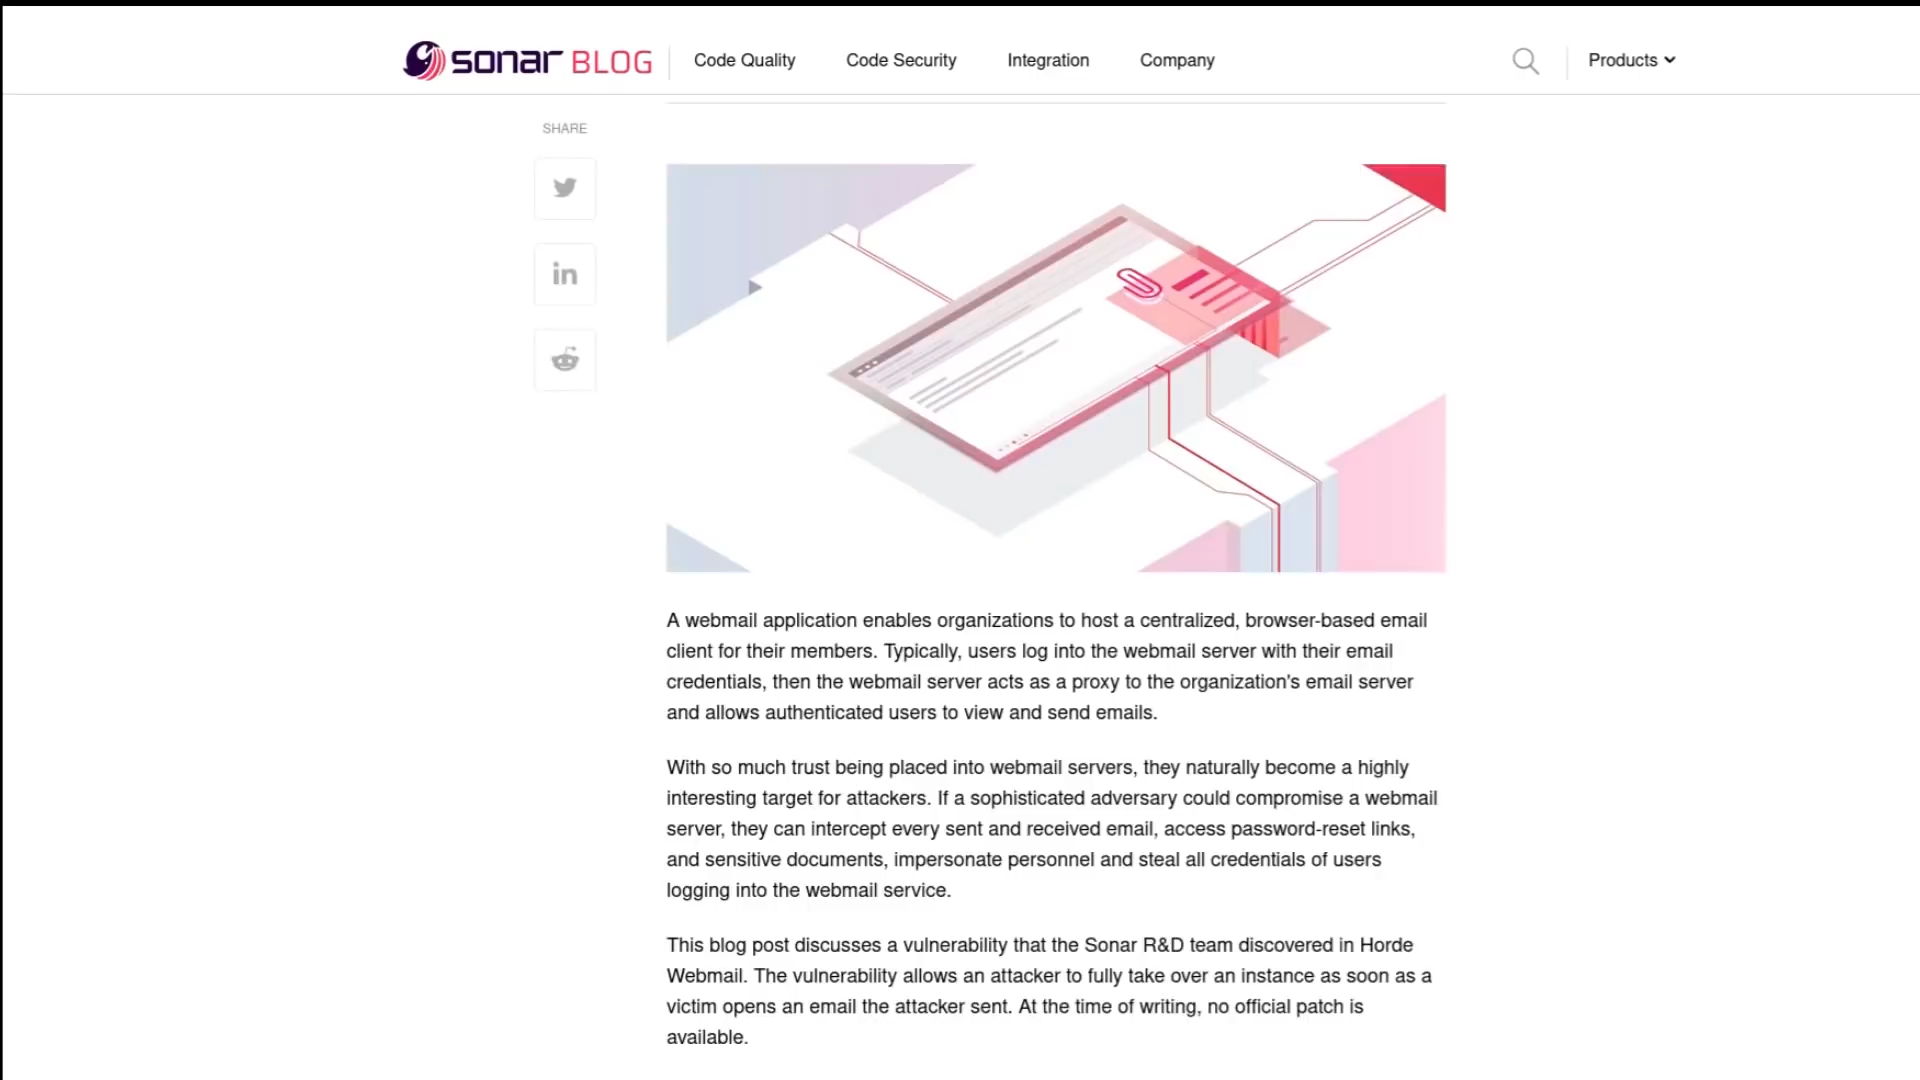 sonar BLOG
Code Quality
Code Security
Integration
Company
Products
SHARE
A webmail application enables organizations to host a centralized, browser-based email
client for their members. Typically, users log into the webmail server with their email
credentials, then the webmail server acts as a proxy to the organization's email server
and allows authenticated users to view and send emails.
With so much trust being placed into webmail servers, they naturally become a highly
interesting target for attackers. If a sophisticated adversary could compromise a webmail
server, they can intercept every sent and received email, access password-reset links,
and sensitive documents, impersonate personnel and steal all credentials of users
logging into the webmail service.
This blog post discusses a vulnerability that the Sonar R&D team discovered in Horde
Webmail. The vulnerability allows an attacker to fully take over an instance as soon as a
victim opens an email the attacker sent. At the time of writing, no official patch is
available.